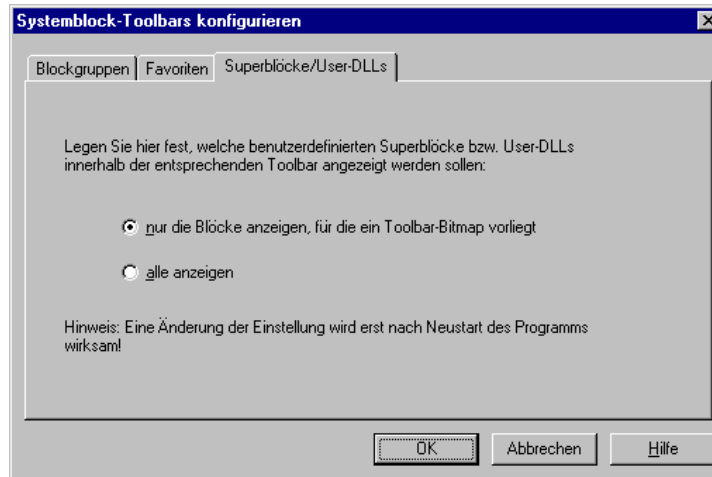 Systemblock-Toolbars konfigurieren
Blockgruppen Favoriten Superblöcke/User-DLLs
Legen Sie hier fest, welche benutzerdefinierten Superblöcke bzw. User-DLLs
innerhalb der entsprechenden Toolbar angezeigt werden sollen:
nur die Blöcke anzeigen, für die ein Toolbar-Bitmap vorliegt
alle anzeigen
Hinweis: Eine Änderung der Einstellung wird erst nach Neustart des Programms
wirksam!
OK Abbrechen Hilfe